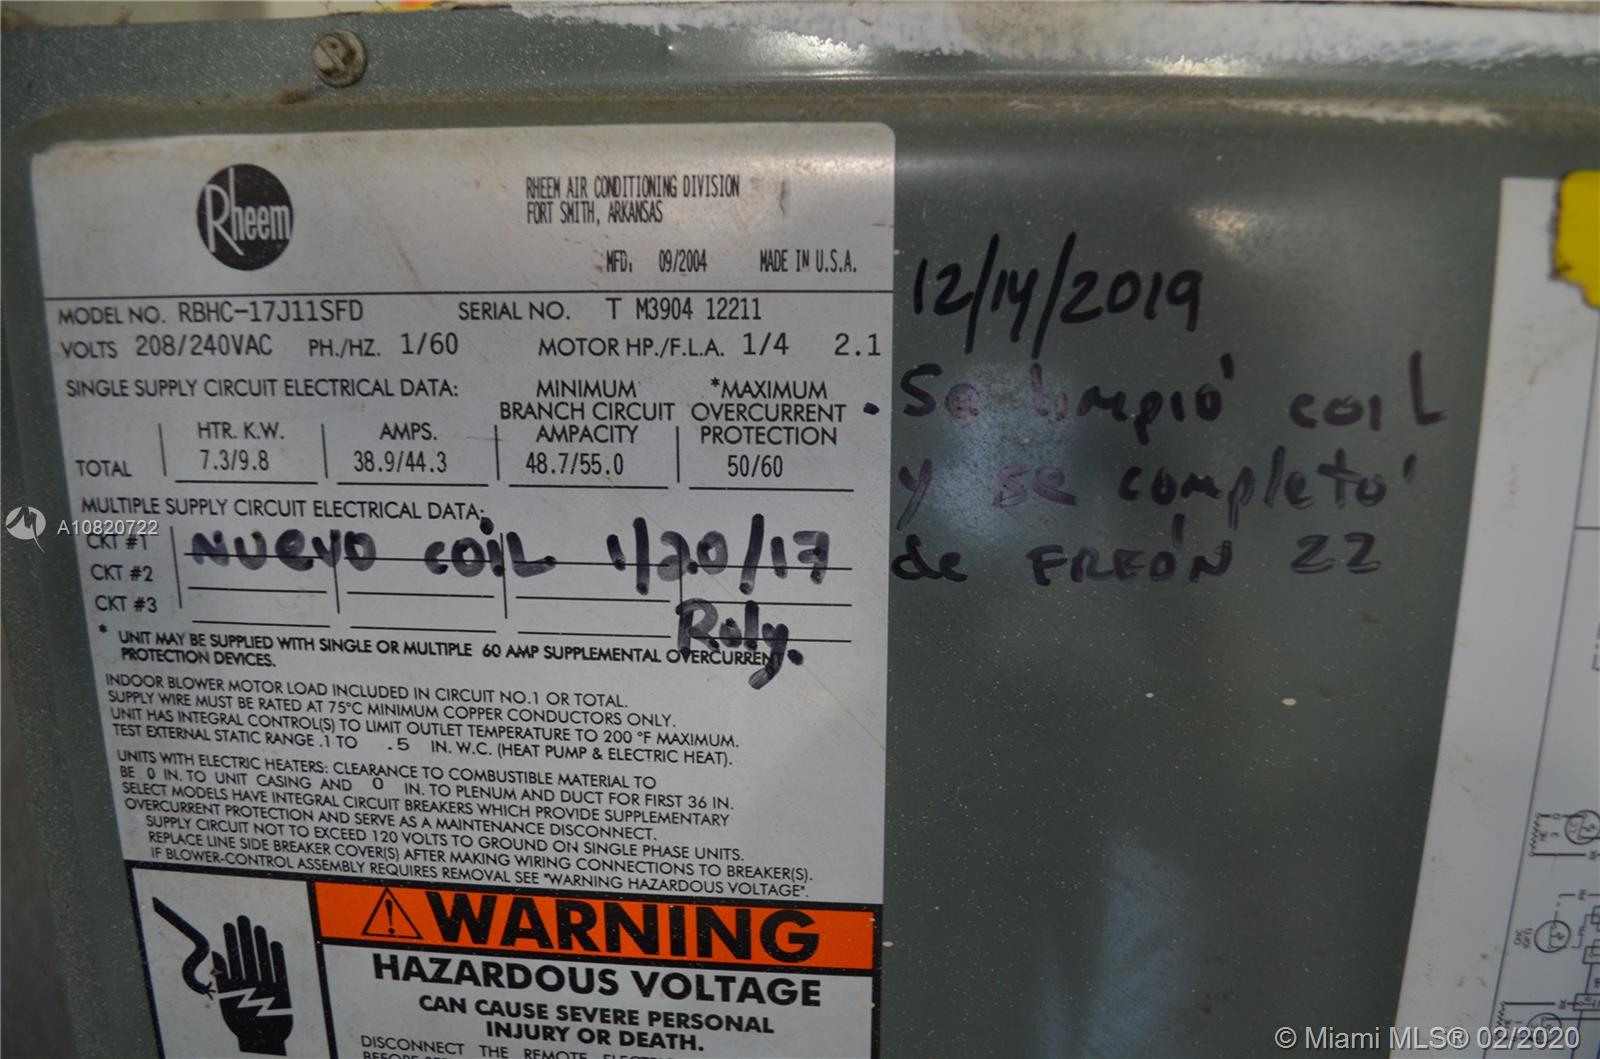 Rheem
RHEEM AIR CONDITIONING DIVISION
FORT SMITH, ARKANSAS
MFD. 09/2004 MADE IN U.S.A.
MODEL NO. RBHC-17J11SFD SERIAL NO. T M3904 12211
VOLTS 208/240VAC PH./HZ. 1/60 MOTOR HP./F.L.A. 1/4 2.1
SINGLE SUPPLY CIRCUIT ELECTRICAL DATA:
MINIMUM BRANCH CIRCUIT AMPACITY
*MAXIMUM OVERCURRENT PROTECTION
HTR. K.W. AMPS.
TOTAL 7.3/9.8 38.9/44.3 48.7/55.0 50/60
MULTIPLE SUPPLY CIRCUIT ELECTRICAL DATA:
CKT #1
CKT #2
CKT #3
NUEVO COIL 1/20/17
Roly.
* UNIT MAY BE SUPPLIED WITH SINGLE OR MULTIPLE 60 AMP SUPPLEMENTAL OVERCURRENT
PROTECTION DEVICES.
INDOOR BLOWER MOTOR LOAD INCLUDED IN CIRCUIT NO.1 OR TOTAL.
SUPPLY WIRE MUST BE RATED AT 75°C MINIMUM COPPER CONDUCTORS ONLY.
UNIT HAS INTEGRAL CONTROL(S) TO LIMIT OUTLET TEMPERATURE TO 200 °F MAXIMUM.
TEST EXTERNAL STATIC RANGE .1 TO .5 IN. W.C. (HEAT PUMP & ELECTRIC HEAT).
UNITS WITH ELECTRIC HEATERS: CLEARANCE TO COMBUSTIBLE MATERIAL TO
BE 0 IN. TO UNIT CASING AND 0 IN. TO PLENUM AND DUCT FOR FIRST 36 IN.
SELECT MODELS HAVE INTEGRAL CIRCUIT BREAKERS WHICH PROVIDE SUPPLEMENTARY
OVERCURRENT PROTECTION AND SERVE AS A MAINTENANCE DISCONNECT.
SUPPLY CIRCUIT NOT TO EXCEED 120 VOLTS TO GROUND ON SINGLE PHASE UNITS.
REPLACE LINE SIDE BREAKER COVER(S) AFTER MAKING WIRING CONNECTIONS TO BREAKER(S).
IF BLOWER-CONTROL ASSEMBLY REQUIRES REMOVAL SEE "WARNING HAZARDOUS VOLTAGE".
WARNING
HAZARDOUS VOLTAGE
CAN CAUSE SEVERE PERSONAL
INJURY OR DEATH.
DISCONNECT THE REMOTE
12/14/2019
• Se limpió coil
y se completó
de FREÓN 22
A10820722
© Miami MLS® 02/2020